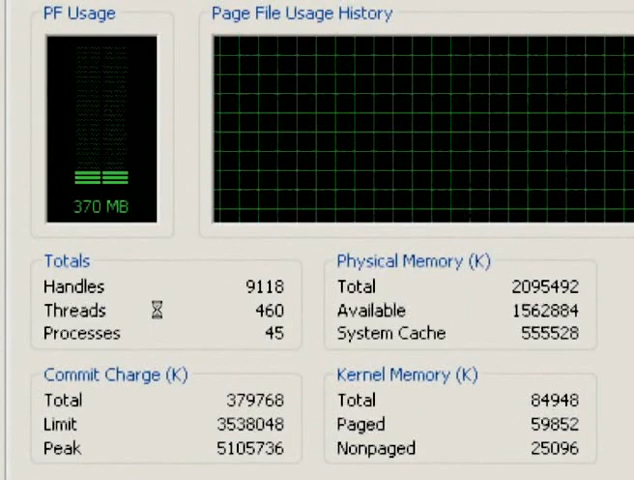 PF Usage
Page File Usage History
370 MB
Totals
Handles 9118
Threads 460
Processes 45
Physical Memory (K)
Total 2095492
Available 1562884
System Cache 555528
Commit Charge (K)
Total 379768
Limit 3538048
Peak 5105736
Kernel Memory (K)
Total 84948
Paged 59852
Nonpaged 25096